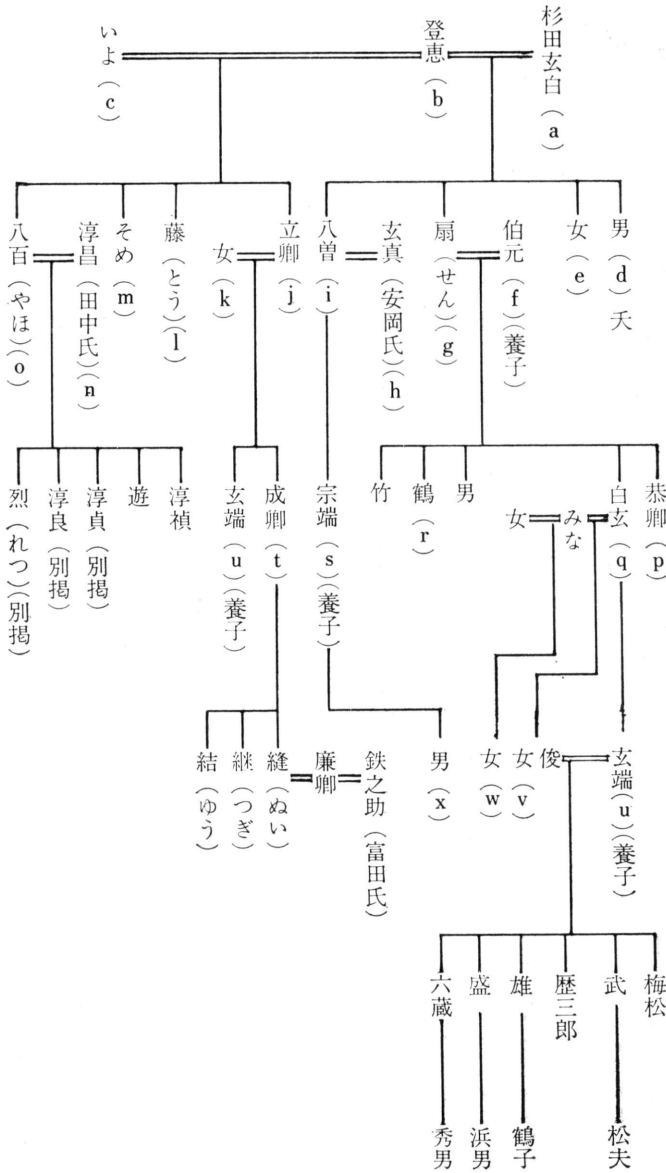 杉田玄白（a）
登恵（b）
いよ（c）
男（d）夭
女（e）
伯元（f）（養子）
扇（せん）（g）
玄真（安岡氏）（h）
八曽（i）
立卿（j）
女（k）
藤（とう）（l）
そめ（m）
淳昌（田中氏）（n）
八百（やほ）（o）
恭卿（p）
白玄（q）
みな
女
男
鶴（r）
竹
宗端（s）（養子）
成卿（t）
玄端（u）（養子）
淳禎
遊
淳貞（別掲）
淳良（別掲）
烈（れつ）（別掲）
玄端（u）（養子）
俊
女（v）
女（w）
男（x）
鉄之助（富田氏）
廉卿
縫（ぬい）
継（つぎ）
結（ゆう）
梅松
武
歴三郎
雄
盛
六蔵
松夫
鶴子
浜男
秀男